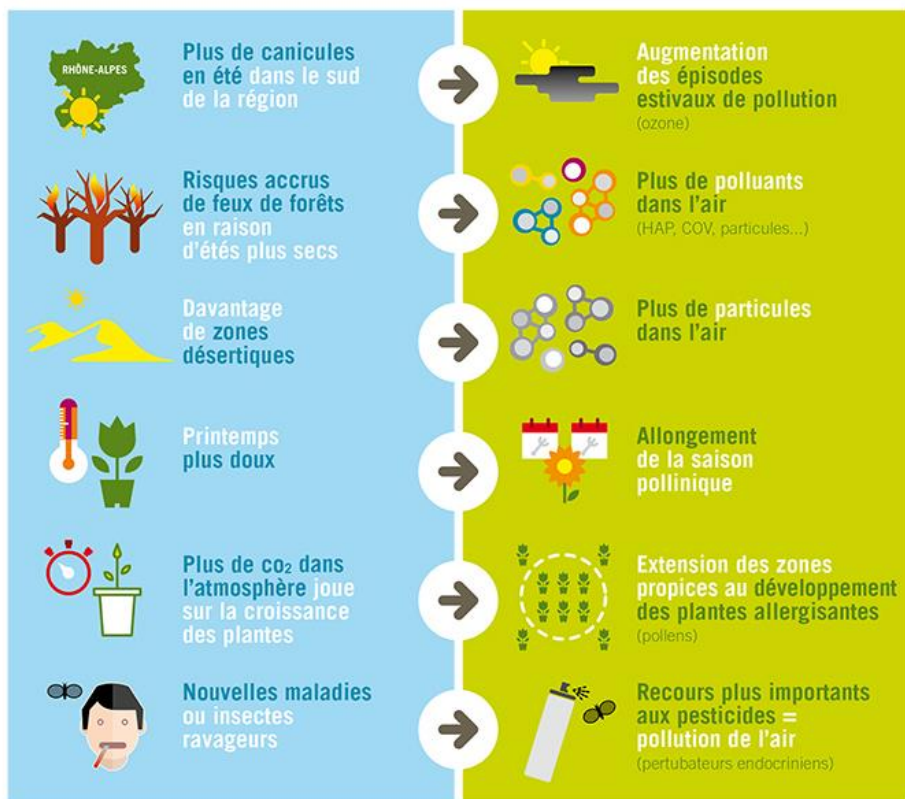 RHÔNE-ALPES
Plus de canicules
en été dans le sud
de la région
Augmentation
des épisodes
estivaux de pollution
(ozone)
Risques accrus
de feux de forêts
en raison
d'étés plus secs
Plus de polluants
dans l'air
(HAP, COV, particules...)
Davantage
de zones
désertiques
Plus de particules
dans l'air
Printemps
plus doux
Allongement
de la saison
pollinique
Plus de co₂ dans
l'atmosphère joue
sur la croissance
des plantes
Extension des zones
propices au développement
des plantes allergisantes
(pollens)
Nouvelles maladies
ou insectes
ravageurs
Recours plus importants
aux pesticides =
pollution de l'air
(pertubateurs endocriniens)